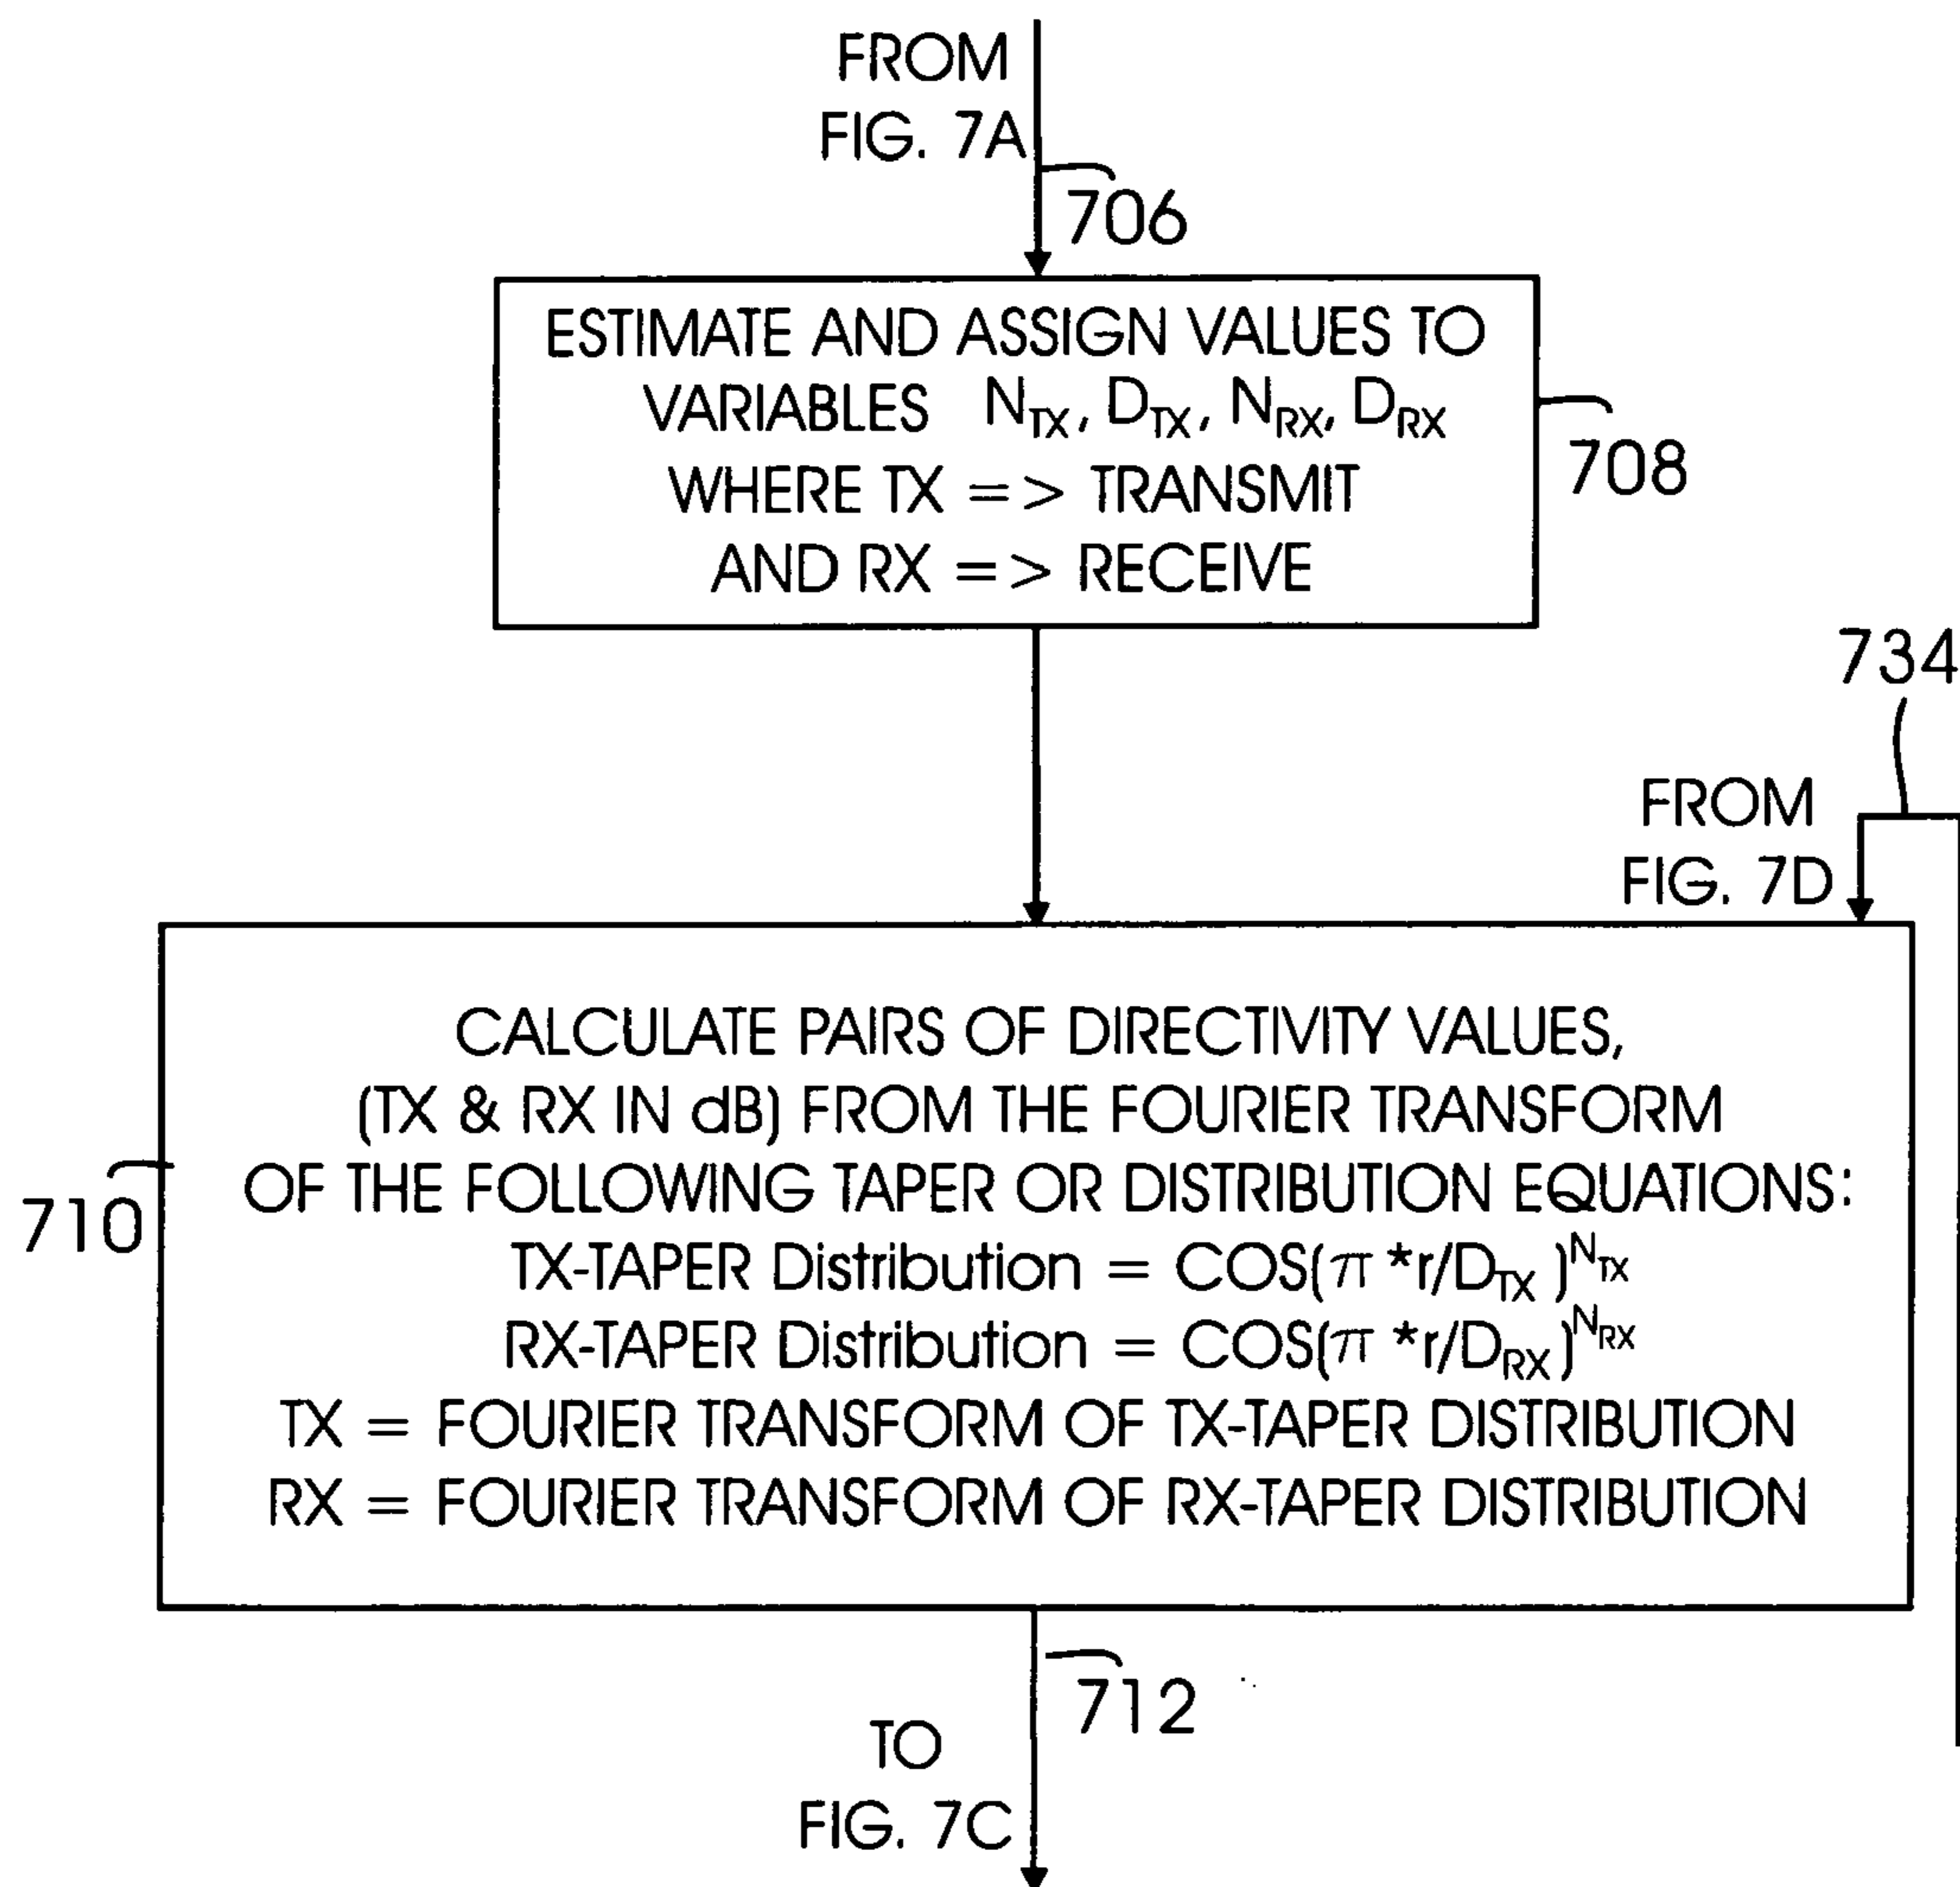 FROM
FIG. 7A
706
ESTIMATE AND ASSIGN VALUES TO
VARIABLES N_TX, D_TX, N_RX, D_RX
WHERE TX = > TRANSMIT
AND RX = > RECEIVE
708
734
FROM
FIG. 7D
CALCULATE PAIRS OF DIRECTIVITY VALUES,
(TX & RX IN dB) FROM THE FOURIER TRANSFORM
OF THE FOLLOWING TAPER OR DISTRIBUTION EQUATIONS:
TX-TAPER Distribution = COS(π *r/D_TX )^N_TX
RX-TAPER Distribution = COS(π *r/D_RX )^N_RX
TX = FOURIER TRANSFORM OF TX-TAPER DISTRIBUTION
RX = FOURIER TRANSFORM OF RX-TAPER DISTRIBUTION
710
712
TO
FIG. 7C